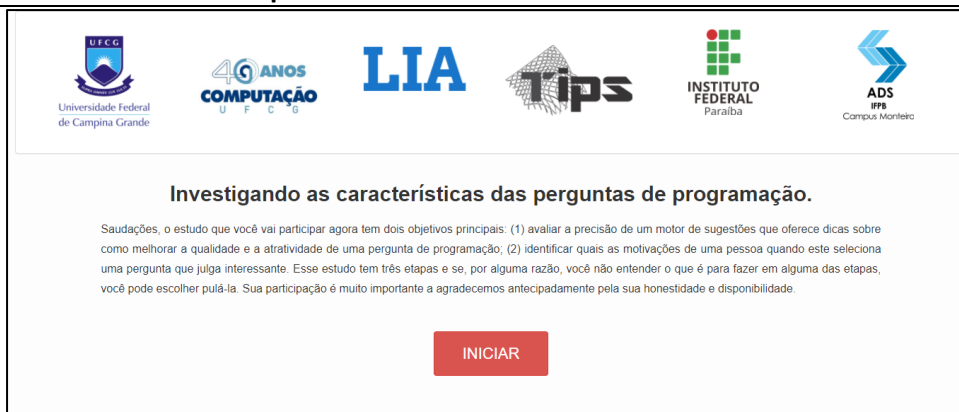 UFCG
Universidade Federal
de Campina Grande
40 ANOS
COMPUTAÇÃO
UFCG
LIA
Tips
INSTITUTO
FEDERAL
Paraíba
ADS
IFPB
Campus Monteiro
Investigando as características das perguntas de programação.
Saudações, o estudo que você vai participar agora tem dois objetivos principais: (1) avaliar a precisão de um motor de sugestões que oferece dicas sobre
como melhorar a qualidade e a atratividade de uma pergunta de programação; (2) identificar quais as motivações de uma pessoa quando este seleciona
uma pergunta que julga interessante. Esse estudo tem três etapas e se, por alguma razão, você não entender o que é para fazer em alguma das etapas,
você pode escolher pulá-la. Sua participação é muito importante a agradecemos antecipadamente pela sua honestidade e disponibilidade.
INICIAR